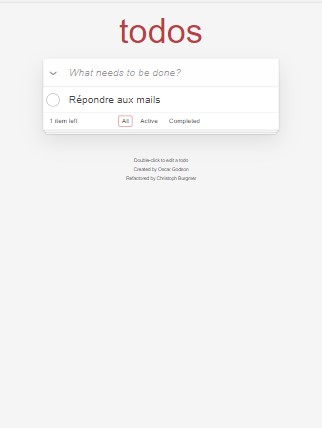 todos
What needs to be done?
Répondre aux mails
1 item left All Active Completed
Double-click to edit a todo
Created by Oscar Godson
Refactored by Christoph Burgmer